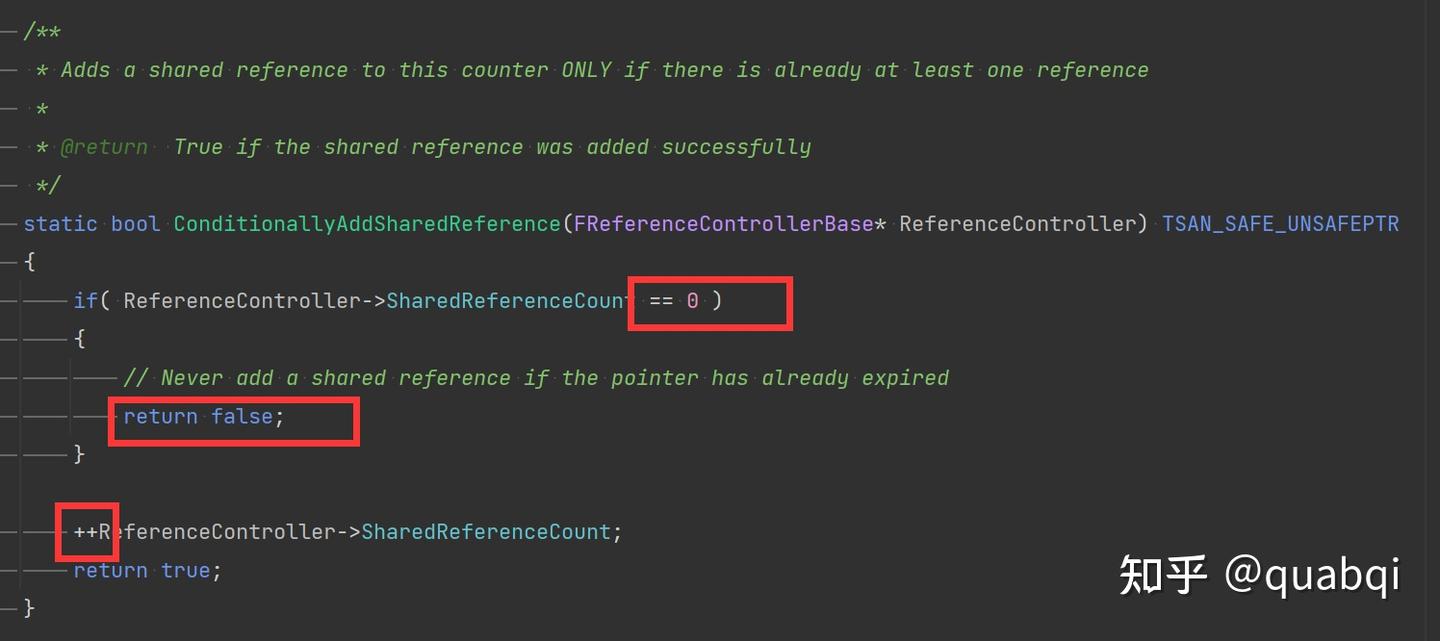 /**
* Adds a shared reference to this counter ONLY if there is already at least one reference
*
* @return True if the shared reference was added successfully
*/
static bool ConditionallyAddSharedReference(FReferenceControllerBase* ReferenceController) TSAN_SAFE_UNSAFEPTR
{
if( ReferenceController->SharedReferenceCount == 0 )
{
// Never add a shared reference if the pointer has already expired
return false;
}
++ReferenceController->SharedReferenceCount;
return true;
}
知乎 @quabqi